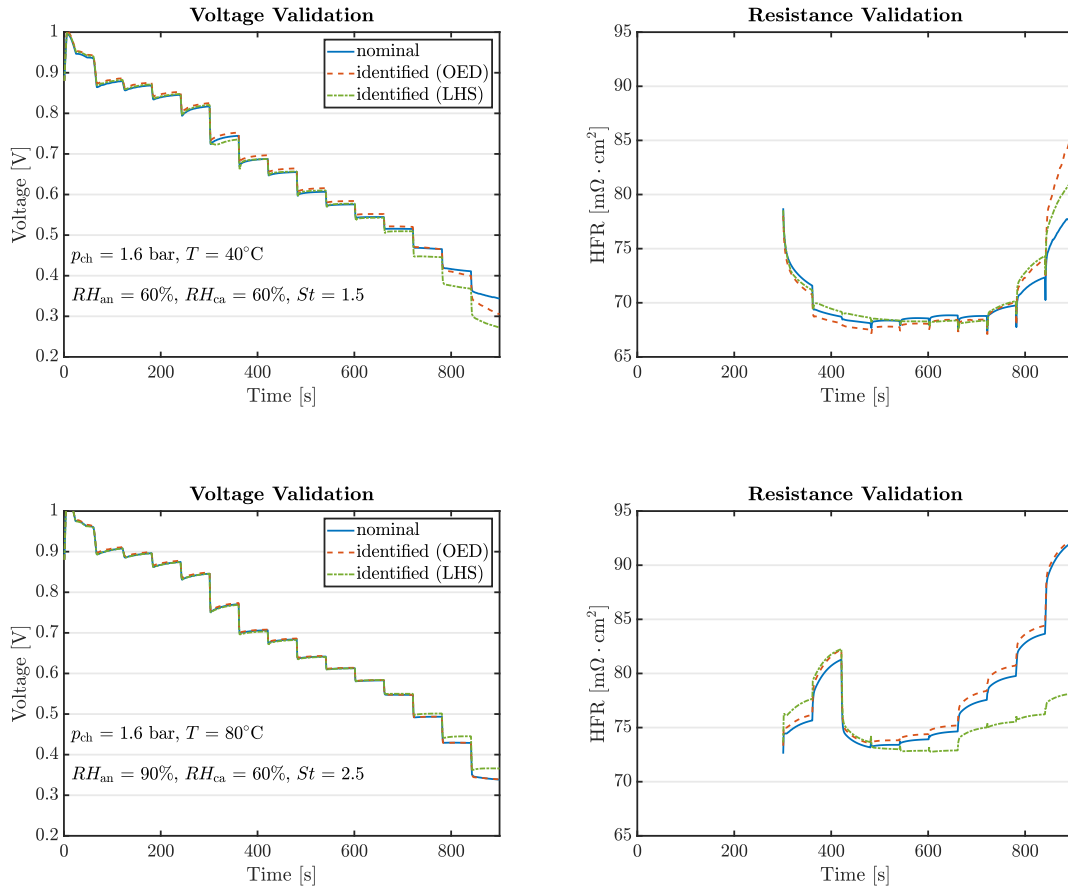 Voltage Validation
1
0.9
0.8
0.7
0.6
0.5
0.4
0.3
0.2
Voltage [V]
nominal
identified (OED)
identified (LHS)
p_ch = 1.6 bar, T = 40°C
RH_an = 60%, RH_ca = 60%, St = 1.5
0 200 400 600 800
Time [s]
Resistance Validation
95
90
85
80
75
70
65
HFR [mΩ · cm²]
0 200 400 600 800
Time [s]
Voltage Validation
1
0.9
0.8
0.7
0.6
0.5
0.4
0.3
0.2
Voltage [V]
nominal
identified (OED)
identified (LHS)
p_ch = 1.6 bar, T = 80°C
RH_an = 90%, RH_ca = 60%, St = 2.5
0 200 400 600 800
Time [s]
Resistance Validation
95
90
85
80
75
70
65
HFR [mΩ · cm²]
0 200 400 600 800
Time [s]